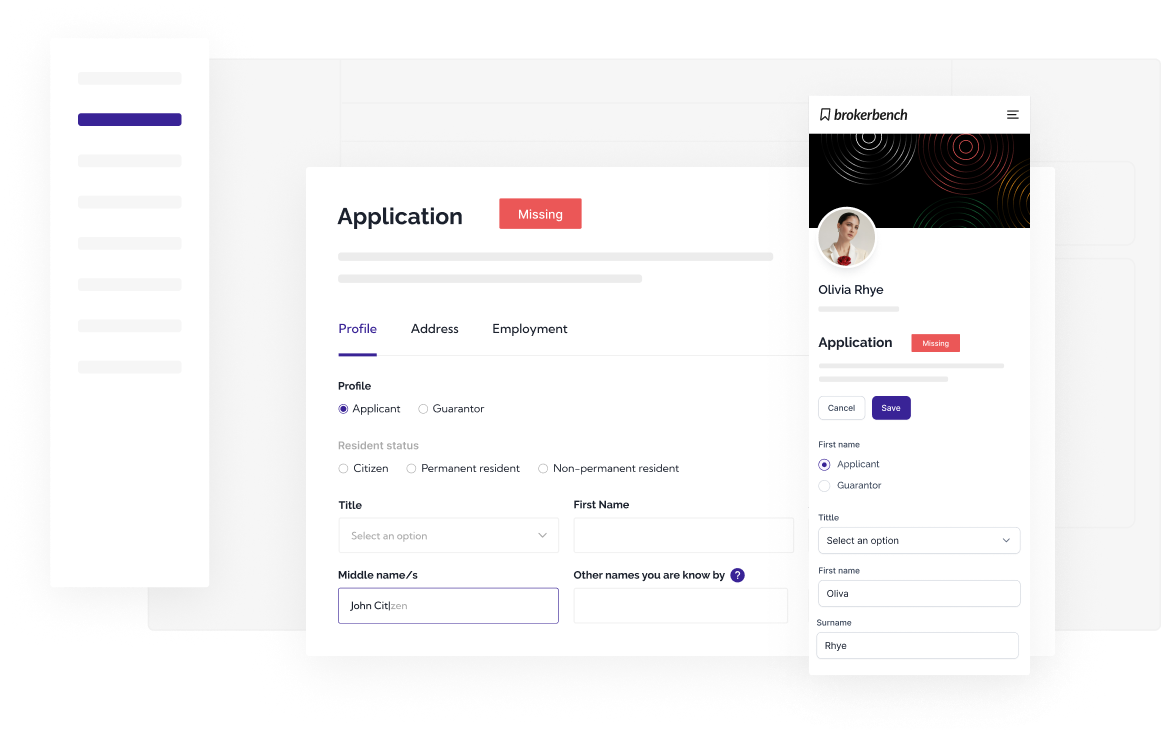 Application
Missing
Profile Address Employment
Profile
Applicant Guarantor
Resident status
Citizen Permanent resident Non-permanent resident
Title First Name
Select an option
Middle name/s Other names you are know by ?
John Cit|zen
brokerbench
Olivia Rhye
Application Missing
Cancel Save
First name
Applicant
Guarantor
Tittle
Select an option
First name
Oliva
Surname
Rhye